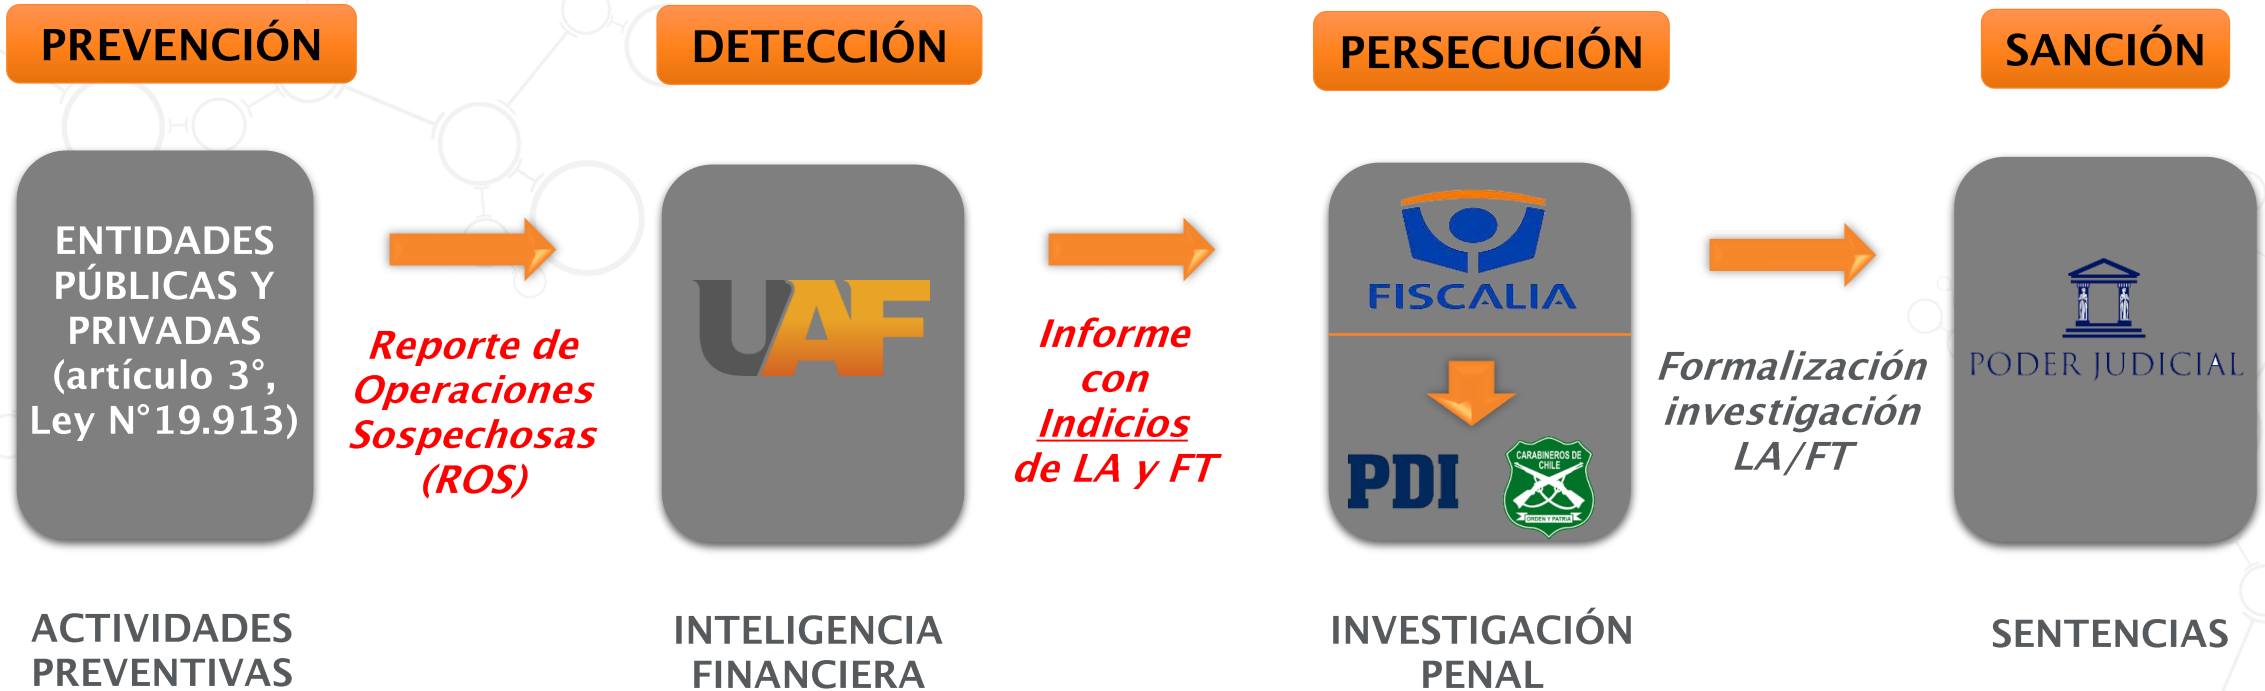 PREVENCIÓN
ENTIDADES
PÚBLICAS Y
PRIVADAS
(artículo 3°,
Ley N°19.913)
ACTIVIDADES
PREVENTIVAS
Reporte de
Operaciones
Sospechosas
(ROS)
DETECCIÓN
UAF
INTELIGENCIA
FINANCIERA
Informe
con
Indicios
de LA y FT
PERSECUCIÓN
FISCALIA
PDI
CARABINEROS DE
CHILE
ORDEN Y PATRIA
INVESTIGACIÓN
PENAL
Formalización
investigación
LA/FT
SANCIÓN
PODER JUDICIAL
SENTENCIAS